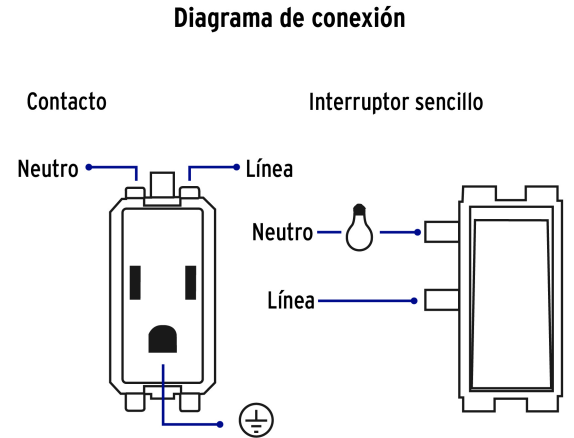 Diagrama de conexión
Contacto
Interruptor sencillo
Neutro
Línea
Neutro
Línea